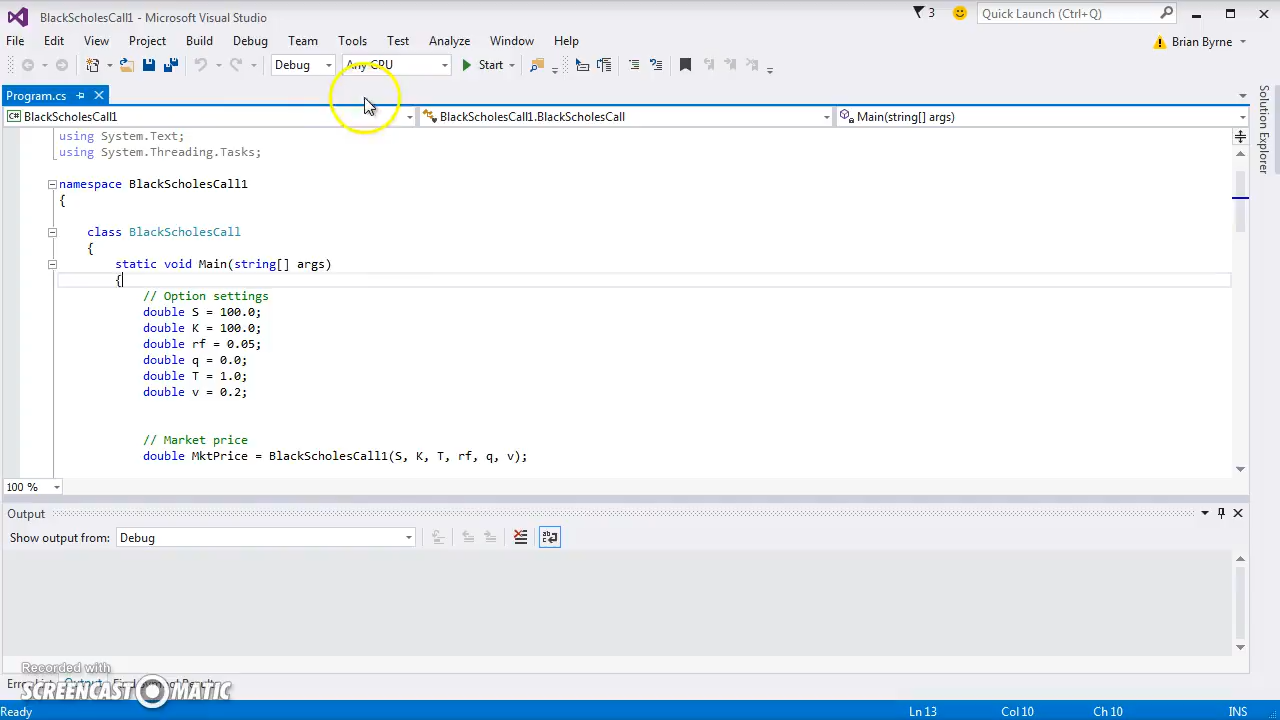 BlackScholesCall1 - Microsoft Visual Studio
3
Quick Launch (Ctrl+Q)
File Edit View Project Build Debug Team Tools Test Analyze Window Help
Brian Byrne
Debug Any CPU Start
Program.cs
BlackScholesCall1 BlackScholesCall1.BlackScholesCall Main(string[] args)
Solution Explorer
using System.Text;
using System.Threading.Tasks;
namespace BlackScholesCall1
{
class BlackScholesCall
{
static void Main(string[] args)
{
// Option settings
double S = 100.0;
double K = 100.0;
double rf = 0.05;
double q = 0.0;
double T = 1.0;
double v = 0.2;
// Market price
double MktPrice = BlackScholesCall1(S, K, T, rf, q, v);
100 %
Output
Show output from: Debug
Recorded with
SCREENCAST MATIC
Ready Ln 13 Col 10 Ch 10 INS